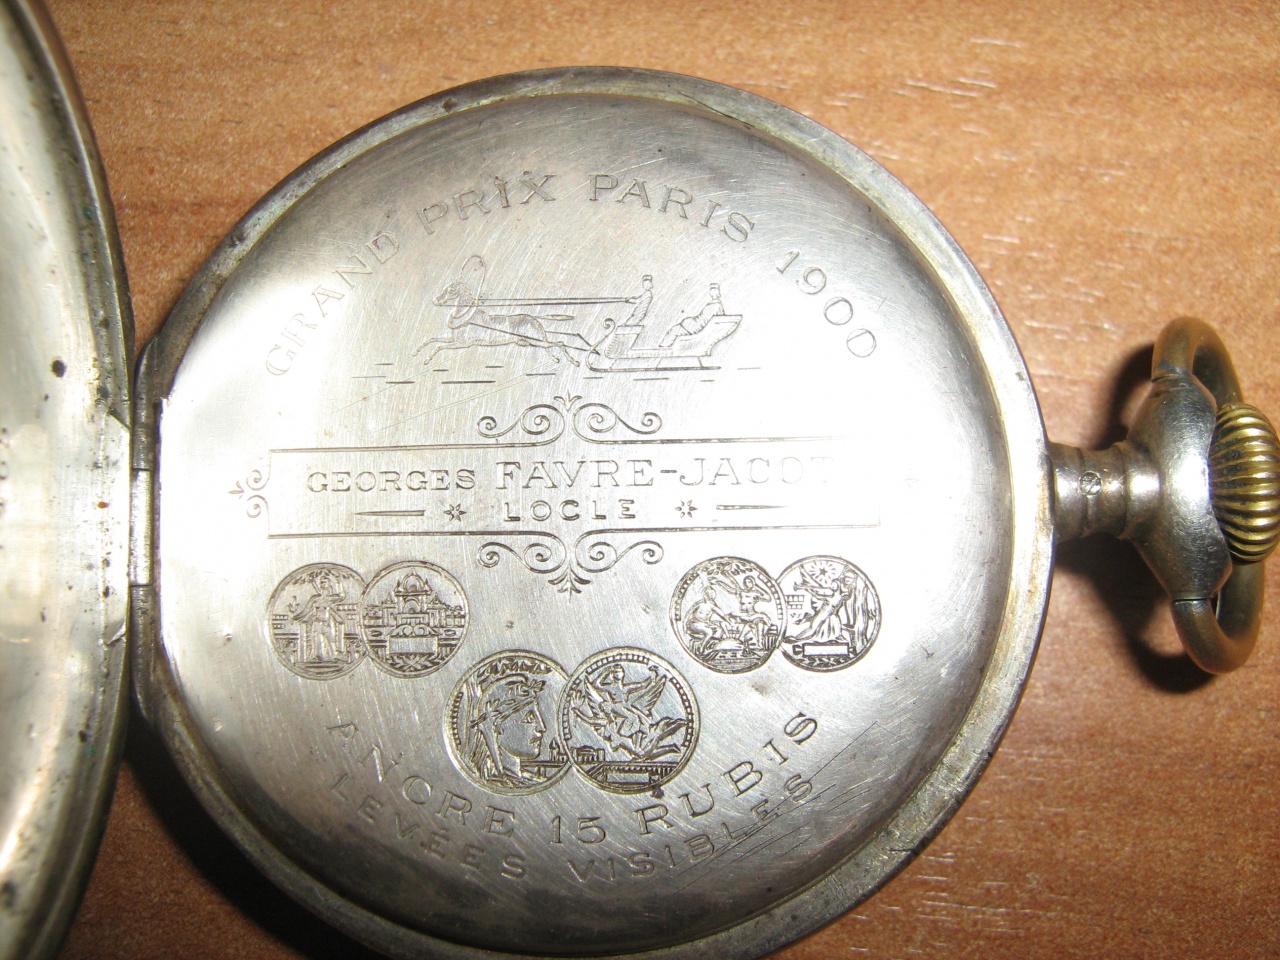 GRAND PRIX PARIS 1900
GEORGES FAVRE-JACOT
LOCLE
ANCRE 15 RUBIS
LEVÉES VISIBLES